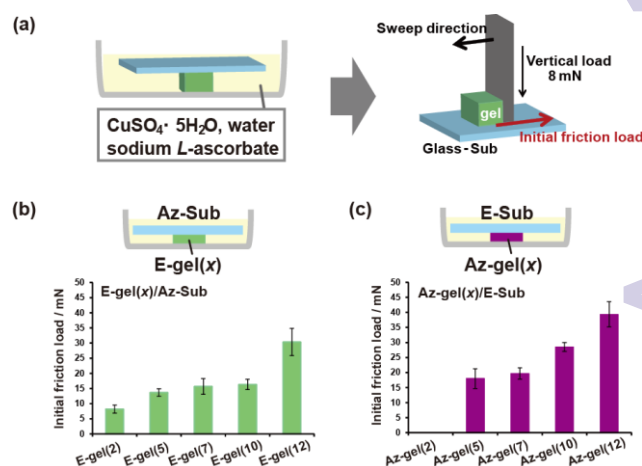 (a)
CuSO₄· 5H₂O, water
sodium L-ascorbate
Sweep direction
Vertical load
8 mN
gel
Glass-Sub
Initial friction load
(b)
Az-Sub
E-gel(x)
E-gel(x)/Az-Sub
Initial friction load / mN
50
45
40
35
30
25
20
15
10
5
0
E-gel(2)
E-gel(5)
E-gel(7)
E-gel(10)
E-gel(12)
(c)
E-Sub
Az-gel(x)
Az-gel(x)/E-Sub
Initial friction load / mN
50
45
40
35
30
25
20
15
10
5
0
Az-gel(2)
Az-gel(5)
Az-gel(7)
Az-gel(10)
Az-gel(12)